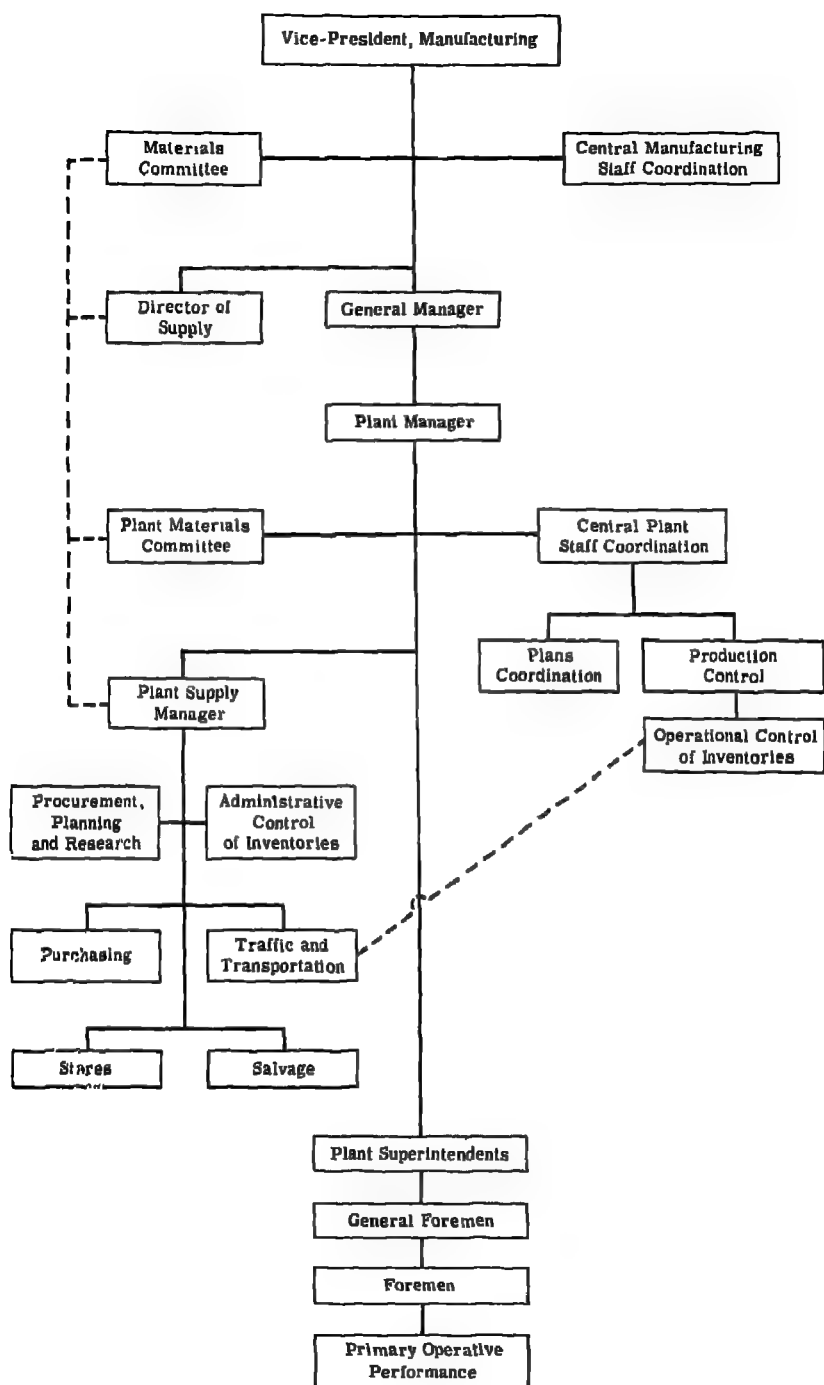 Vice-President, Manufacturing
Materials
Committee
Central Manufacturing
Staff Coordination
Director of
Supply
General Manager
Plant Manager
Plant Materials
Committee
Central Plant
Staff Coordination
Plans
Coordination
Production
Control
Plant Supply
Manager
Operational Control
of Inventories
Procurement,
Planning
and Research
Administrative
Control
of Inventories
Purchasing
Traffic and
Transportation
Stores
Salvage
Plant Superintendents
General Foremen
Foremen
Primary Operative
Performance